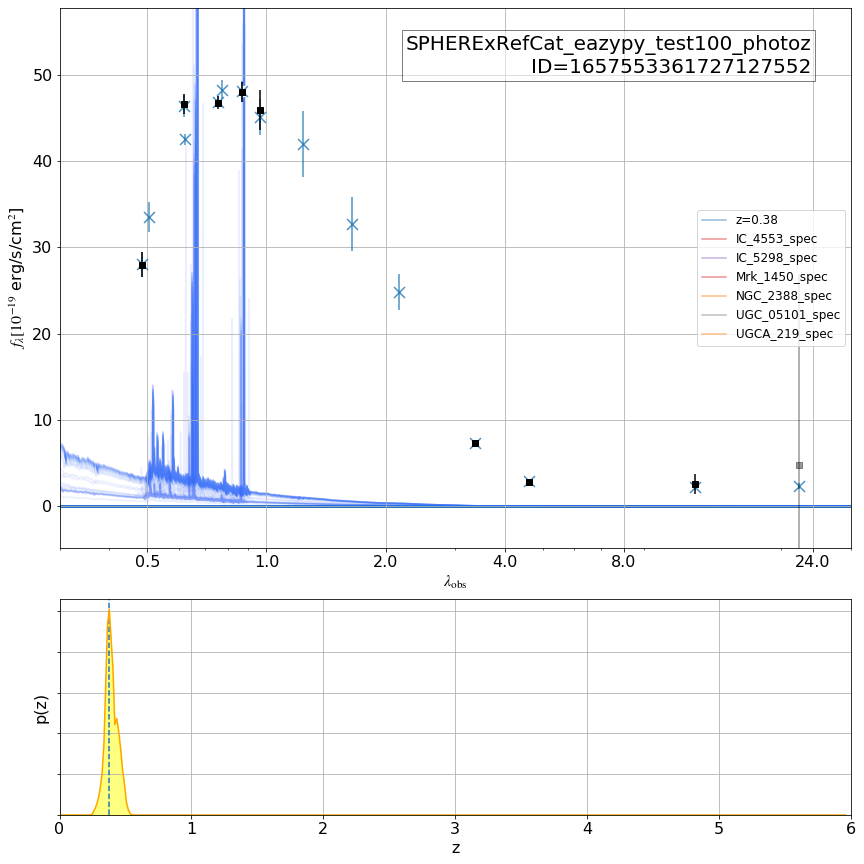 SPHERExRefCat_eazypy_test100_photoz
ID=1657553361727127552
50
40
30
20
10
0
f_λ [10^{-19} erg/s/cm²]
z=0.38
IC_4553_spec
IC_5298_spec
Mrk_1450_spec
NGC_2388_spec
UGC_05101_spec
UGCA_219_spec
0.5 1.0 2.0 4.0 8.0 24.0
λ_obs
p(z)
0 1 2 3 4 5 6
z